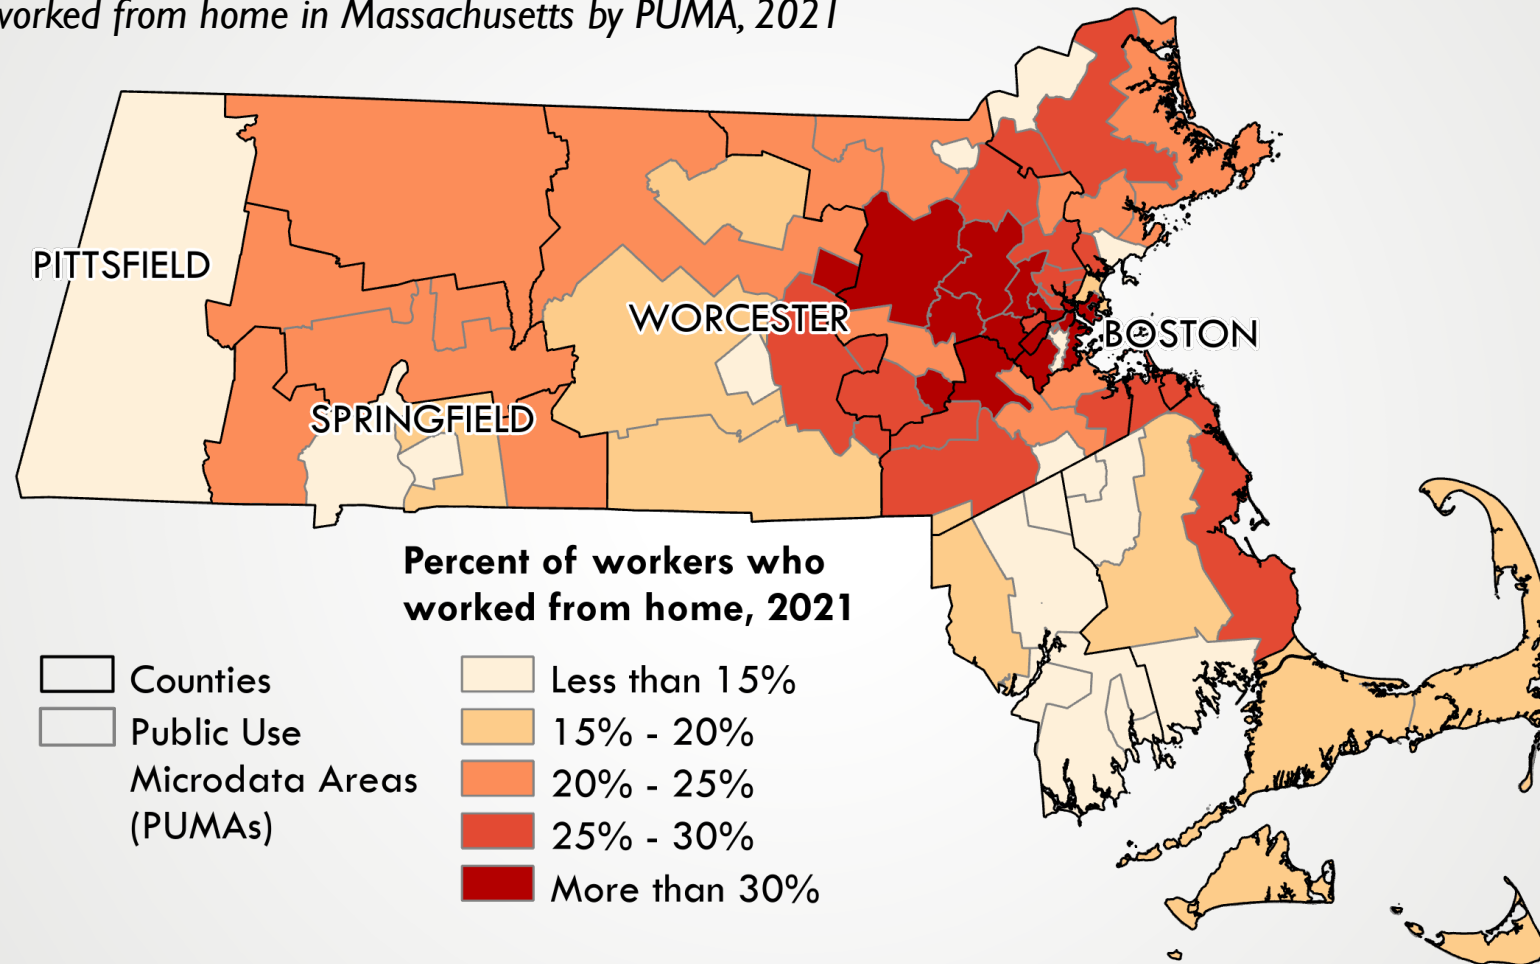 worked from home in Massachusetts by PUMA, 2021
PITTSFIELD
WORCESTER
BOSTON
SPRINGFIELD
Percent of workers who
worked from home, 2021
Counties
Public Use
Microdata Areas
(PUMAs)
Less than 15%
15% - 20%
20% - 25%
25% - 30%
More than 30%